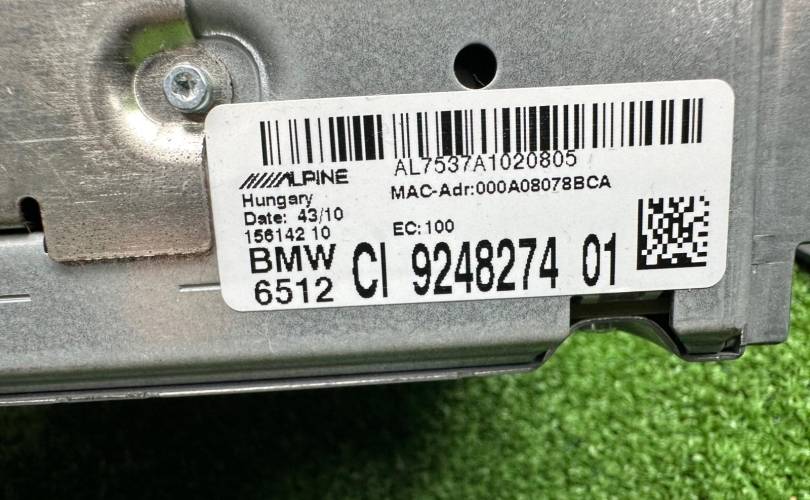 AL7537A1020805
ALPINE
MAC-Adr:000A08078BCA
Hungary
Date: 43/10
156142 10
EC:100
BMW
6512
CI 9248274 01